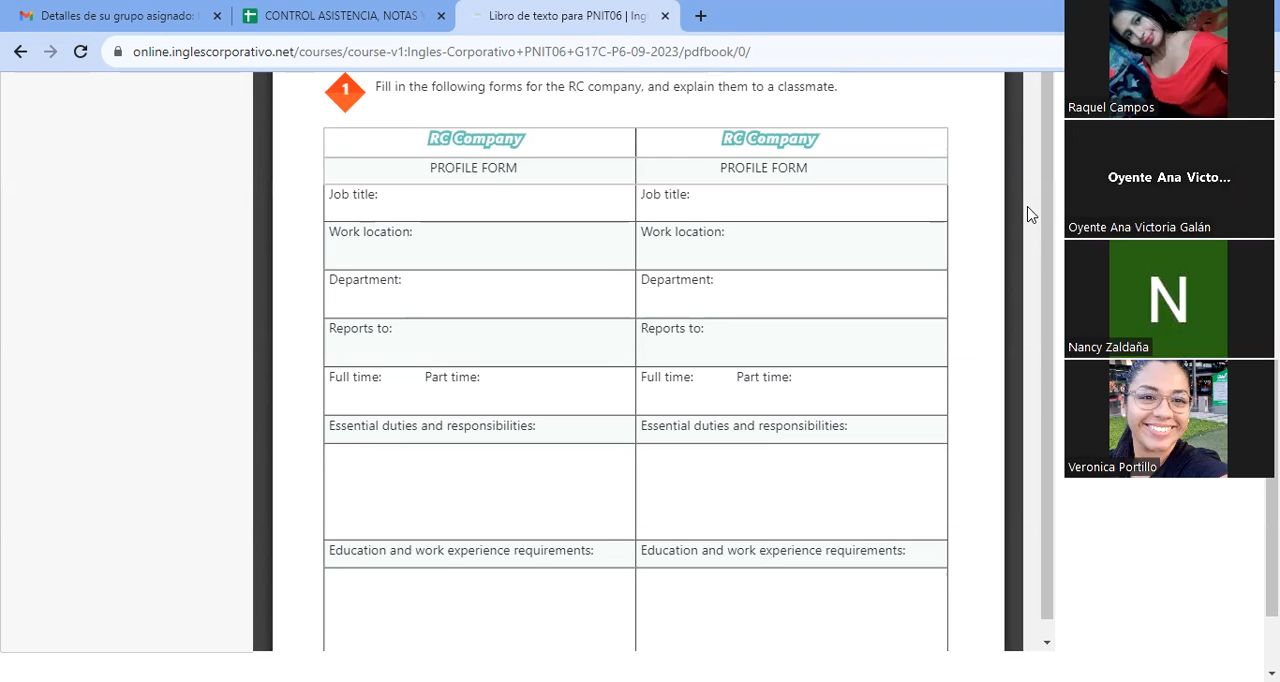 Detalles de su grupo asignado:
CONTROL ASISTENCIA, NOTAS Y
Libro de texto para PNIT06 | Ing
online.inglescorporativo.net/courses/course-v1:Ingles-Corporativo+PNIT06+G17C-P6-09-2023/pdfbook/0/
1
Fill in the following forms for the RC company, and explain them to a classmate.
RC Company RC Company
PROFILE FORM PROFILE FORM
Job title: Job title:
Work location: Work location:
Department: Department:
Reports to: Reports to:
Full time: Part time: Full time: Part time:
Essential duties and responsibilities: Essential duties and responsibilities:
Education and work experience requirements: Education and work experience requirements:
Raquel Campos
Oyente Ana Victo...
Oyente Ana Victoria Galán
N
Nancy Zaldaña
Veronica Portillo